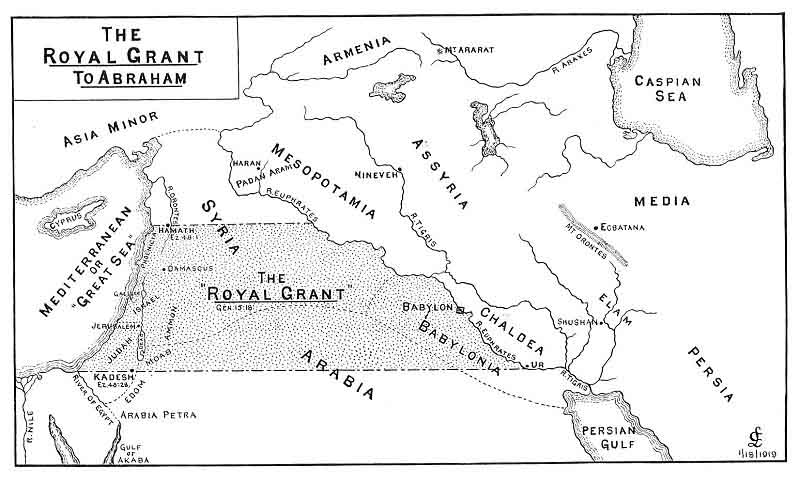 THE
ROYAL GRANT
TO ABRAHAM
ARMENIA
MT ARARAT
R. ARAXES
CASPIAN
SEA
ASIA MINOR
HARAN
PADAN ARAM
MESOPOTAMIA
NINEVEH
ASSYRIA
MEDIA
R. EUPHRATES
R. TIGRIS
R. ORONTES
SYRIA
CYPRUS
MEDITERRANEAN
OR
"GREAT SEA"
HAMATH
EZ. 48:1
PHOENICIA
DAMASCUS
ECBATANA
MT ORONTES
THE
"ROYAL GRANT"
GEN. 15:18
GALILEE
ISRAEL
JERUSALEM
AMMON
JUDAH
MOAB
BABYLON
CHALDEA
R. EUPHRATES
BABYLONIA
SHUSHAN
ELAM
UR
ARABIA
PERSIA
KADESH
EZ. 48:28
EDOM
RIVER OF EGYPT
R. TIGRIS
ARABIA PETRA
R. NILE
GULF
OF
AKABA
PERSIAN
GULF
1/18/1919